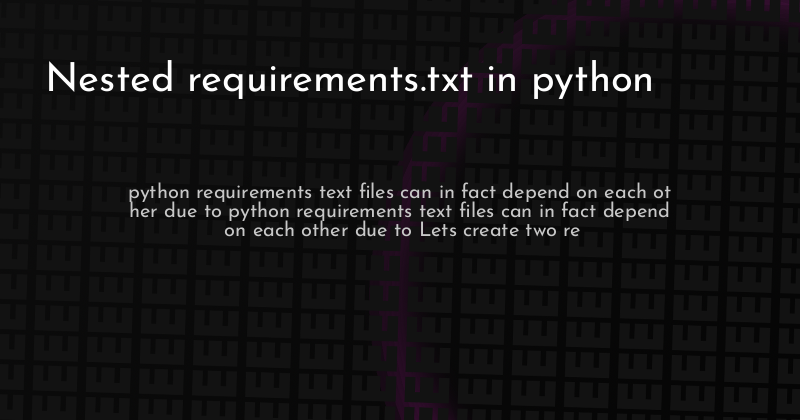 Nested requirements.txt in python
python requirements text files can in fact depend on each ot
her due to python requirements text files can in fact depend
on each other due to Lets create two re